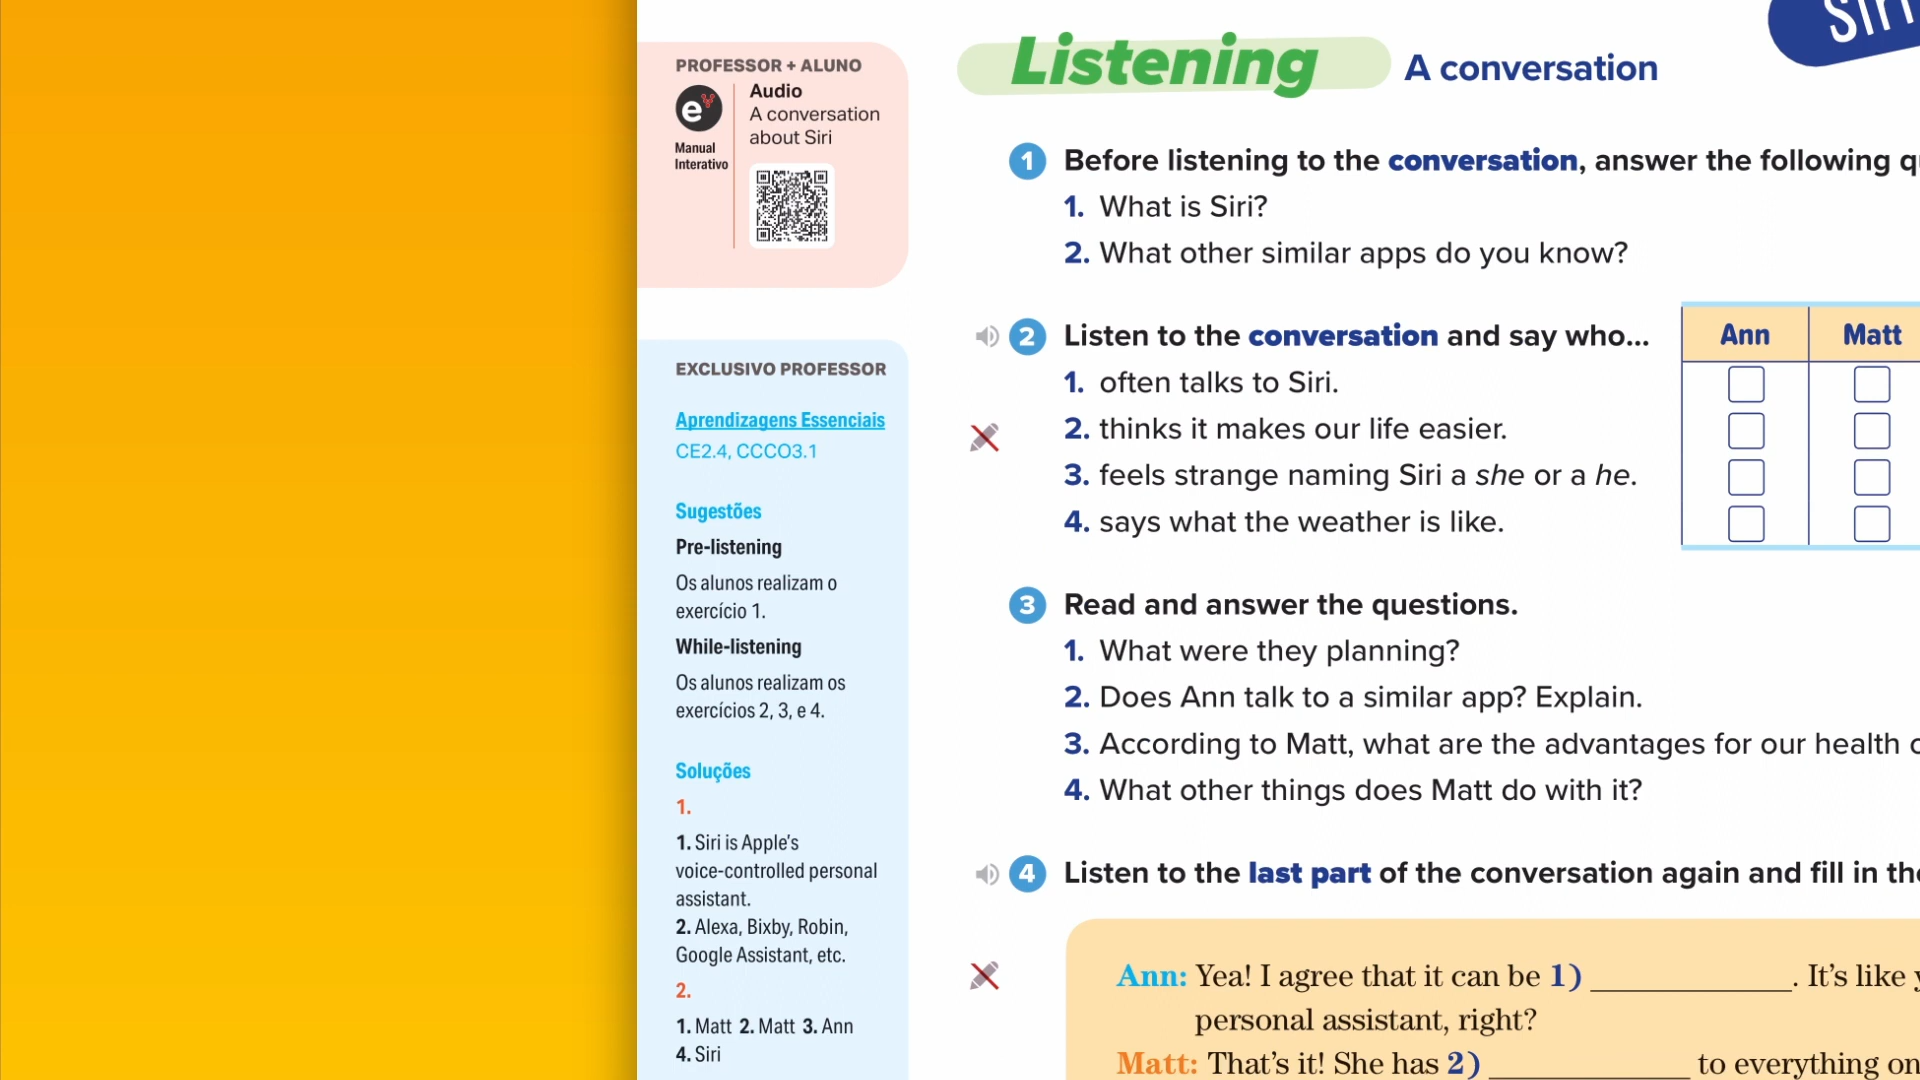 PROFESSOR + ALUNO
Audio
A conversation
about Siri
Manual
Interativo
EXCLUSIVO PROFESSOR
Aprendizagens Essenciais
CE2.4, CCCO3.1
Sugestões
Pre-listening
Os alunos realizam o
exercício 1.
While-listening
Os alunos realizam os
exercícios 2, 3, e 4.
Soluções
1.
1. Siri is Apple's
voice-controlled personal
assistant.
2. Alexa, Bixby, Robin,
Google Assistant, etc.
2.
1. Matt 2. Matt 3. Ann
4. Siri
Listening A conversation
Siri
1 Before listening to the conversation, answer the following
1. What is Siri?
2. What other similar apps do you know?
2 Listen to the conversation and say who...
1. often talks to Siri.
2. thinks it makes our life easier.
3. feels strange naming Siri a she or a he.
4. says what the weather is like.
Ann Matt
3 Read and answer the questions.
1. What were they planning?
2. Does Ann talk to a similar app? Explain.
3. According to Matt, what are the advantages for our health
4. What other things does Matt do with it?
4 Listen to the last part of the conversation again and fill in the
Ann: Yea! I agree that it can be 1) ____________. It's like
personal assistant, right?
Matt: That's it! She has 2) ____________ to everything on